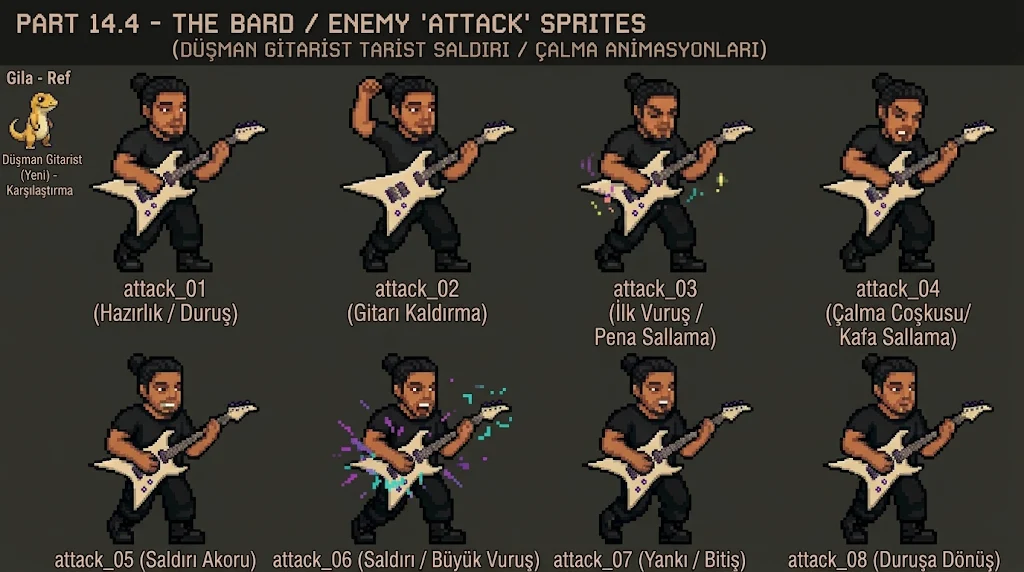 PART 14.4 - THE BARD / ENEMY 'ATTACK' SPRITES
(DÜŞMAN GİTARİST TARİST SALDIRI / ÇALMA ANİMASYONLARI)
Gila - Ref
Düşman Gitarist
(Yeni) -
Karşılaştırma
attack_01
(Hazırlık / Duruş)
attack_02
(Gitarı Kaldırma)
attack_03
(İlk Vuruş /
Pena Sallama)
attack_04
(Çalma Coşkusu/
Kafa Sallama)
attack_05 (Saldırı Akoru)
attack_06 (Saldırı / Büyük Vuruş)
attack_07 (Yankı / Bitiş)
attack_08 (Duruşa Dönüş)